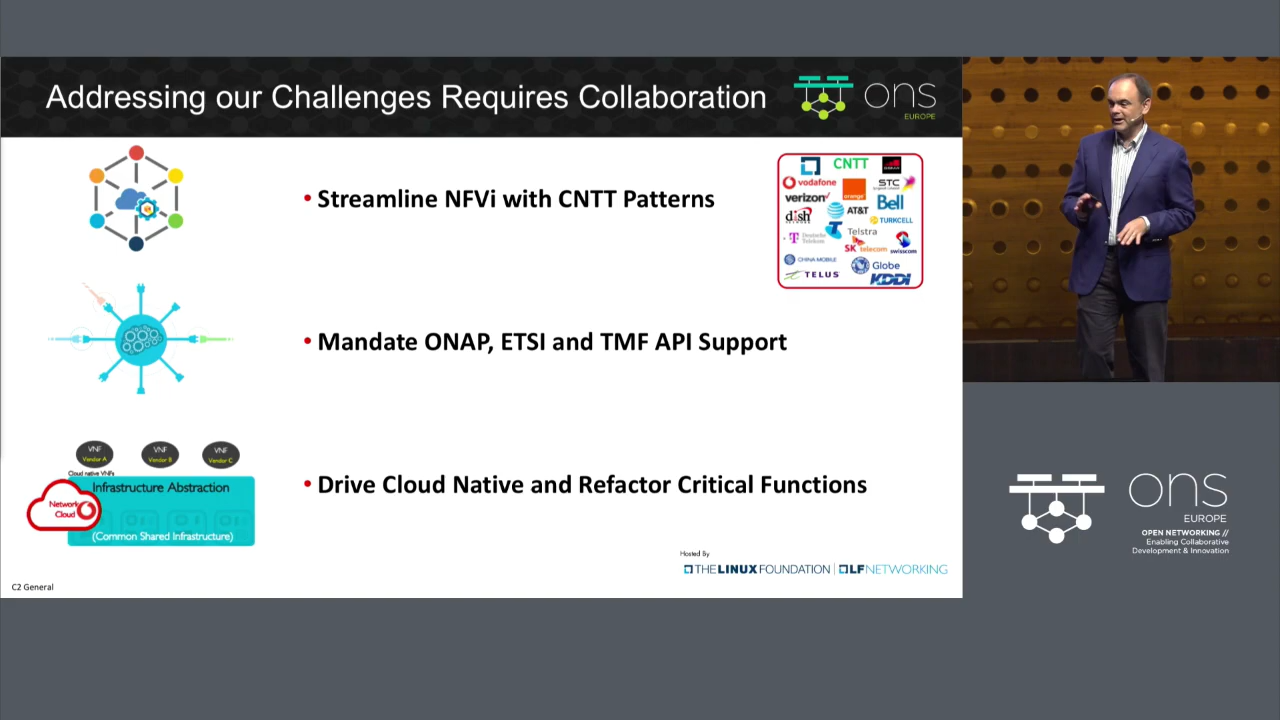 Addressing our Challenges Requires Collaboration
ons
EUROPE
• Streamline NFVi with CNTT Patterns
CNTT
vodafone
orange
STC
verizon
AT&T
Bell
dish
TURKCELL
Telstra
Deutsche Telekom
SK telecom
swisscom
CHINA MOBILE
Globe
TELUS
KDDI
• Mandate ONAP, ETSI and TMF API Support
VNF
Vendor A
VNF
Vendor B
VNF
Vendor C
Cloud native VNFs
Infrastructure Abstraction
Network
Cloud
(Common Shared Infrastructure)
• Drive Cloud Native and Refactor Critical Functions
Hosted By
THE LINUX FOUNDATION | LF NETWORKING
C2 General
ons
EUROPE
OPEN NETWORKING //
Enabling Collaborative
Development & Innovation